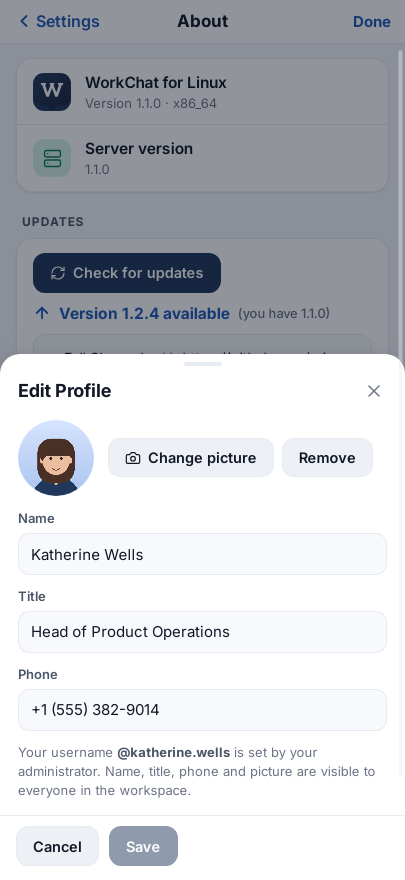 Settings
About
Done
W
WorkChat for Linux
Version 1.1.0 · x86_64
Server version
1.1.0
UPDATES
Check for updates
Version 1.2.4 available (you have 1.1.0)
Edit Profile
Change picture
Remove
Name
Katherine Wells
Title
Head of Product Operations
Phone
+1 (555) 382-9014
Your username @katherine.wells is set by your
administrator. Name, title, phone and picture are visible to
everyone in the workspace.
Cancel
Save